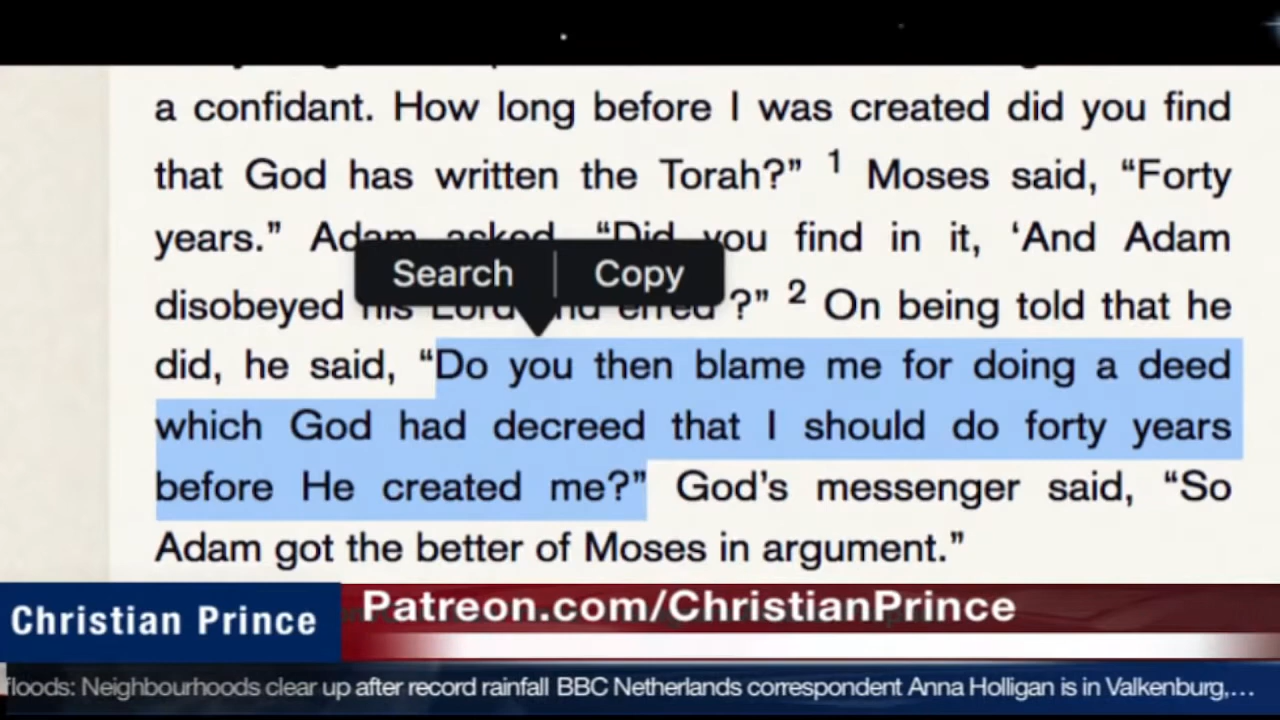 a confidant. How long before I was created did you find
that God has written the Torah?” 1 Moses said, “Forty
years.” Adam asked, “Did you find in it, ‘And Adam
Search Copy
disobeyed his Lord and erred’?” 2 On being told that he
did, he said, “Do you then blame me for doing a deed
which God had decreed that I should do forty years
before He created me?” God’s messenger said, “So
Adam got the better of Moses in argument.”
Christian Prince
Patreon.com/ChristianPrince
floods: Neighbourhoods clear up after record rainfall BBC Netherlands correspondent Anna Holligan is in Valkenburg,...